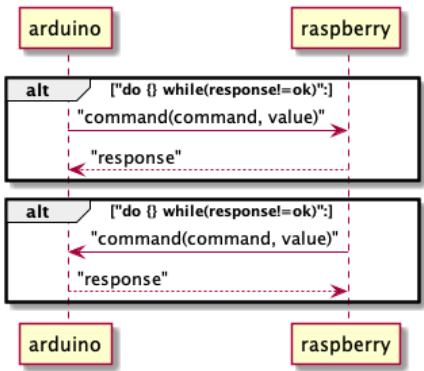 arduino raspberry
alt ["do {} while(response!=ok)":]
"command(command, value)"
"response"
alt ["do {} while(response!=ok)":]
"command(command, value)"
"response"
arduino raspberry